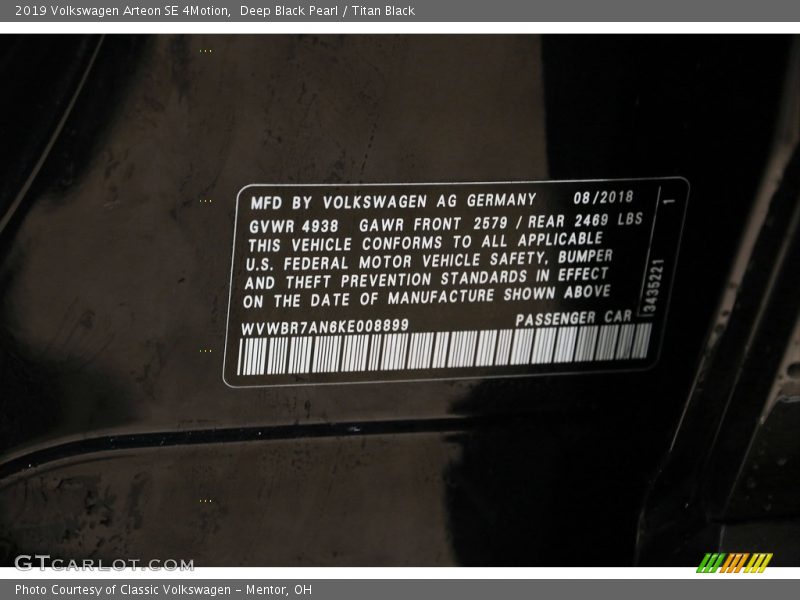 2019 Volkswagen Arteon SE 4Motion,  Deep Black Pearl / Titan Black
MFD BY VOLKSWAGEN AG GERMANY 08/2018
GVWR 4938 GAWR FRONT 2579 / REAR 2469 LBS
THIS VEHICLE CONFORMS TO ALL APPLICABLE
U.S. FEDERAL MOTOR VEHICLE SAFETY, BUMPER
AND THEFT PREVENTION STANDARDS IN EFFECT
ON THE DATE OF MANUFACTURE SHOWN ABOVE
WVWBR7AN6KE008899 PASSENGER CAR
3435221 1
GTCARLOT.COM
Photo Courtesy of Classic Volkswagen - Mentor, OH